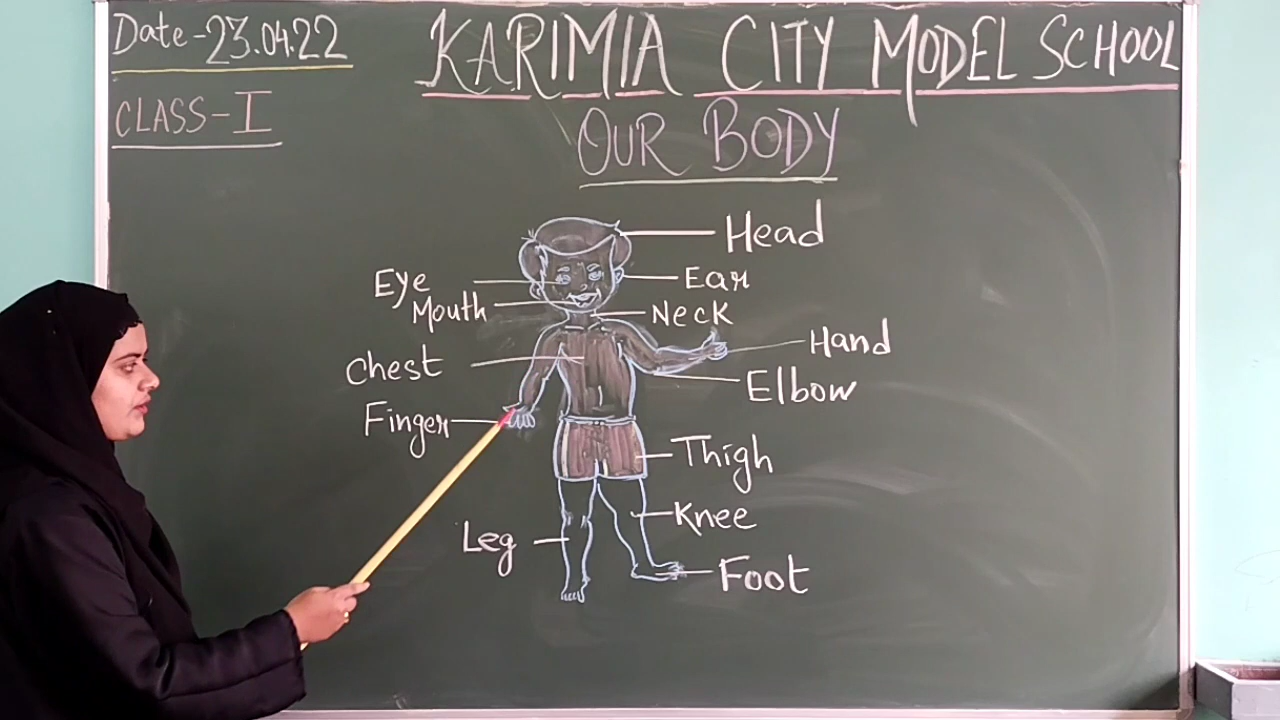 Date-23.04.22
KARIMIA CITY MODEL SCHOOL
CLASS-I
OUR BODY
Head
Eye
Ear
Mouth
Neck
Hand
Chest
Elbow
Finger
Thigh
Knee
Leg
Foot